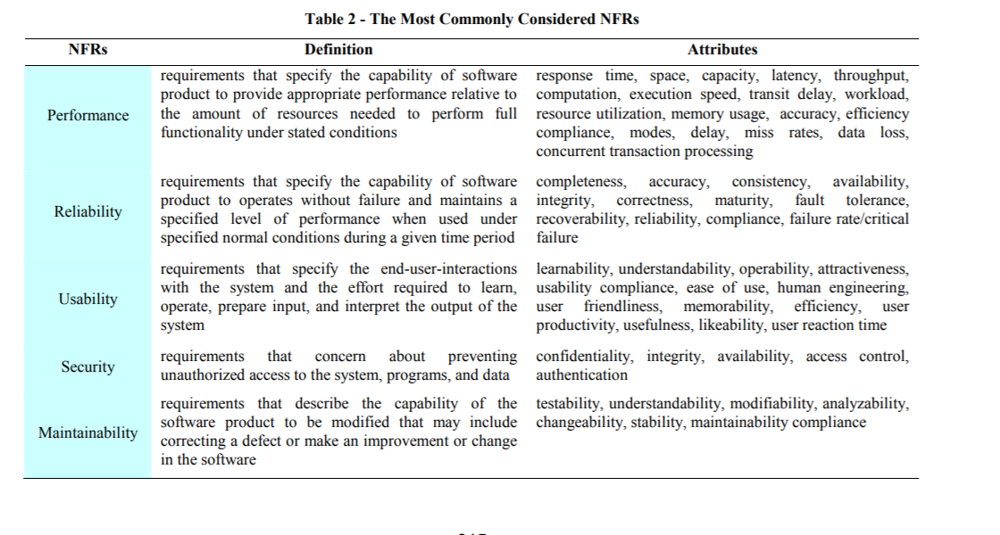 Table 2 - The Most Commonly Considered NFRs
NFRs Definition Attributes
Performance
requirements that specify the capability of software
product to provide appropriate performance relative to
the amount of resources needed to perform full
functionality under stated conditions
response time, space, capacity, latency, throughput,
computation, execution speed, transit delay, workload,
resource utilization, memory usage, accuracy, efficiency
compliance, modes, delay, miss rates, data loss,
concurrent transaction processing
Reliability
requirements that specify the capability of software
product to operates without failure and maintains a
specified level of performance when used under
specified normal conditions during a given time period
completeness, accuracy, consistency, availability,
integrity, correctness, maturity, fault tolerance,
recoverability, reliability, compliance, failure rate/critical
failure
Usability
requirements that specify the end-user-interactions
with the system and the effort required to learn,
operate, prepare input, and interpret the output of the
system
learnability, understandability, operability, attractiveness,
usability compliance, ease of use, human engineering,
user friendliness, memorability, efficiency, user
productivity, usefulness, likeability, user reaction time
Security
requirements that concern about preventing
unauthorized access to the system, programs, and data
confidentiality, integrity, availability, access control,
authentication
Maintainability
requirements that describe the capability of the
software product to be modified that may include
correcting a defect or make an improvement or change
in the software
testability, understandability, modifiability, analyzability,
changeability, stability, maintainability compliance